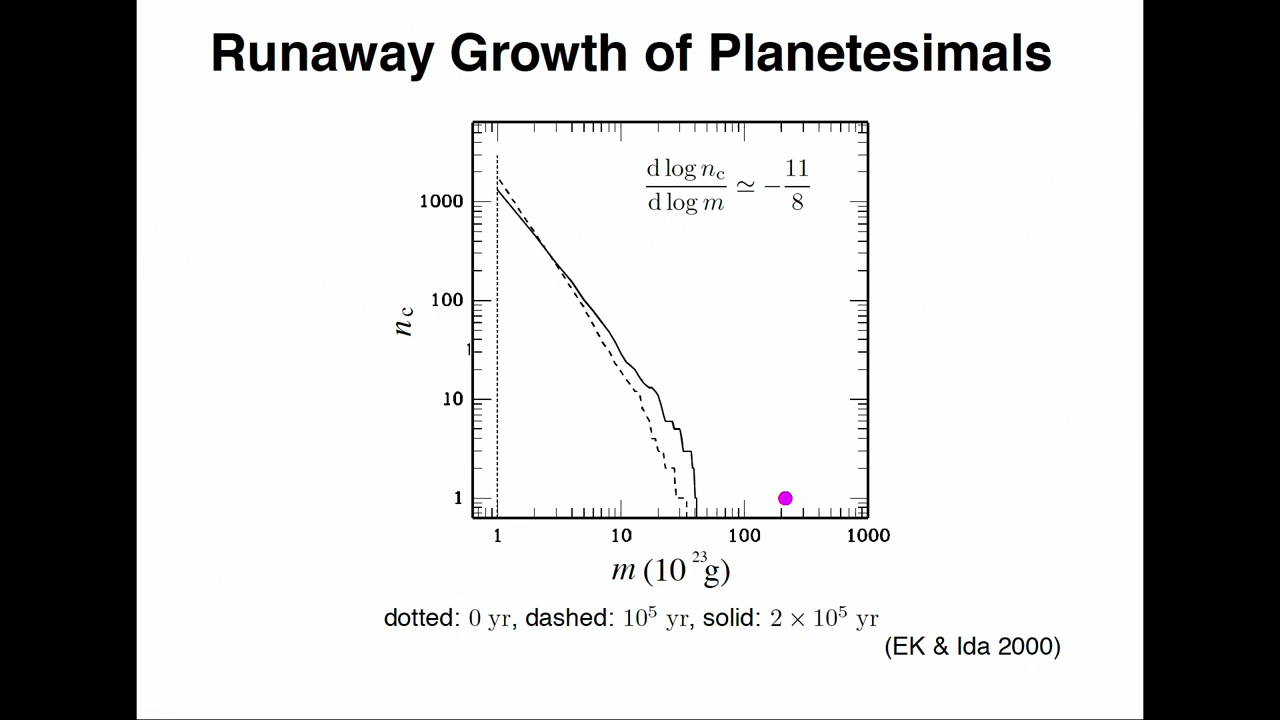 Runaway Growth of Planetesimals
d log n_c / d log m ≃ − 11/8
1000
100
10
1
n_c
1 10 100 1000
m (10^23 g)
dotted: 0 yr, dashed: 10^5 yr, solid: 2 × 10^5 yr
(EK & Ida 2000)